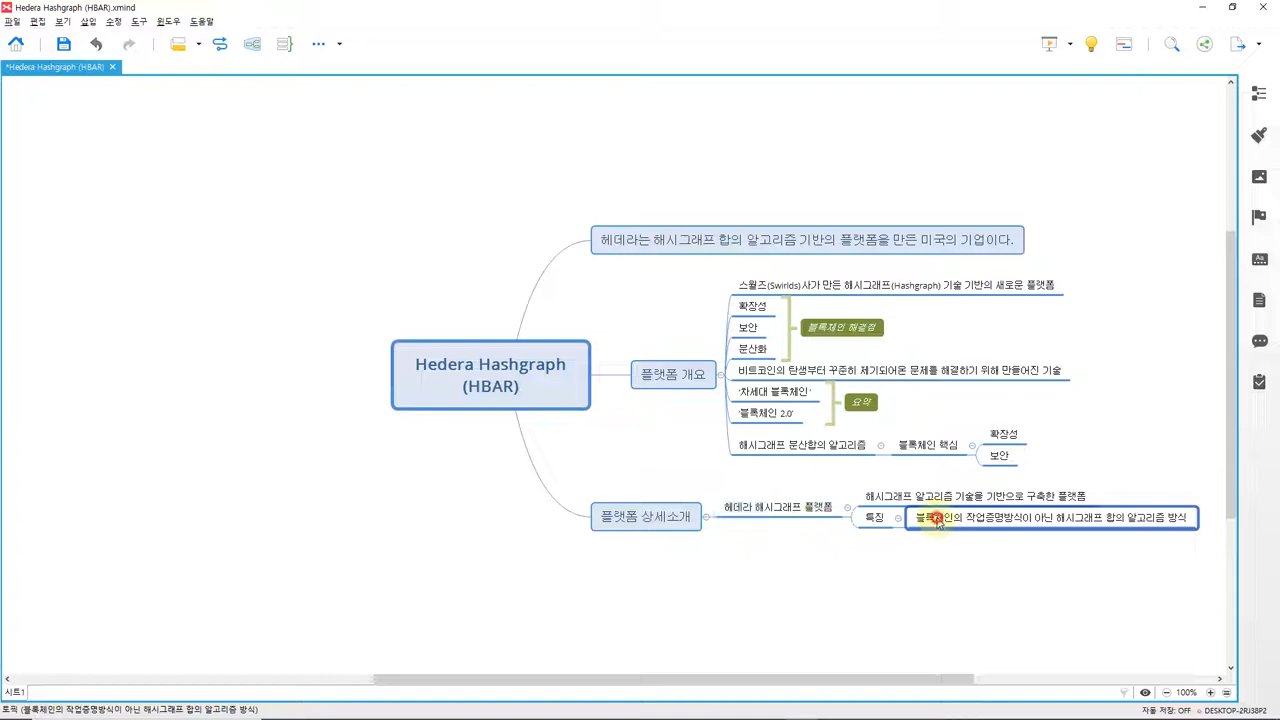 Hedera Hashgraph (HBAR).xmind
파일 편집 보기 삽입 수정 도구 윈도우 도움말
*Hedera Hashgraph (HBAR)
헤데라는 해시그래프 합의 알고리즘 기반의 플랫폼을 만든 미국의 기업이다.
스월즈(Swirlds)사가 만든 해시그래프(Hashgraph) 기술 기반의 새로운 플랫폼
확장성
보안
블록체인 해결점
분산화
Hedera Hashgraph
(HBAR)
플랫폼 개요
비트코인의 탄생부터 꾸준히 제기되어온 문제를 해결하기 위해 만들어진 기술
'차세대 블록체인'
요약
'블록체인 2.0'
해시그래프 분산합의 알고리즘
블록체인 핵심
확장성
보안
플랫폼 상세소개
헤데라 해시그래프 플랫폼
해시그래프 알고리즘 기술을 기반으로 구축한 플랫폼
특징
블록체인의 작업증명방식이 아닌 해시그래프 합의 알고리즘 방식
시트1
100%
토픽 (블록체인의 작업증명방식이 아닌 해시그래프 합의 알고리즘 방식)
자동 저장: OFF
DESKTOP-2RJ38P2